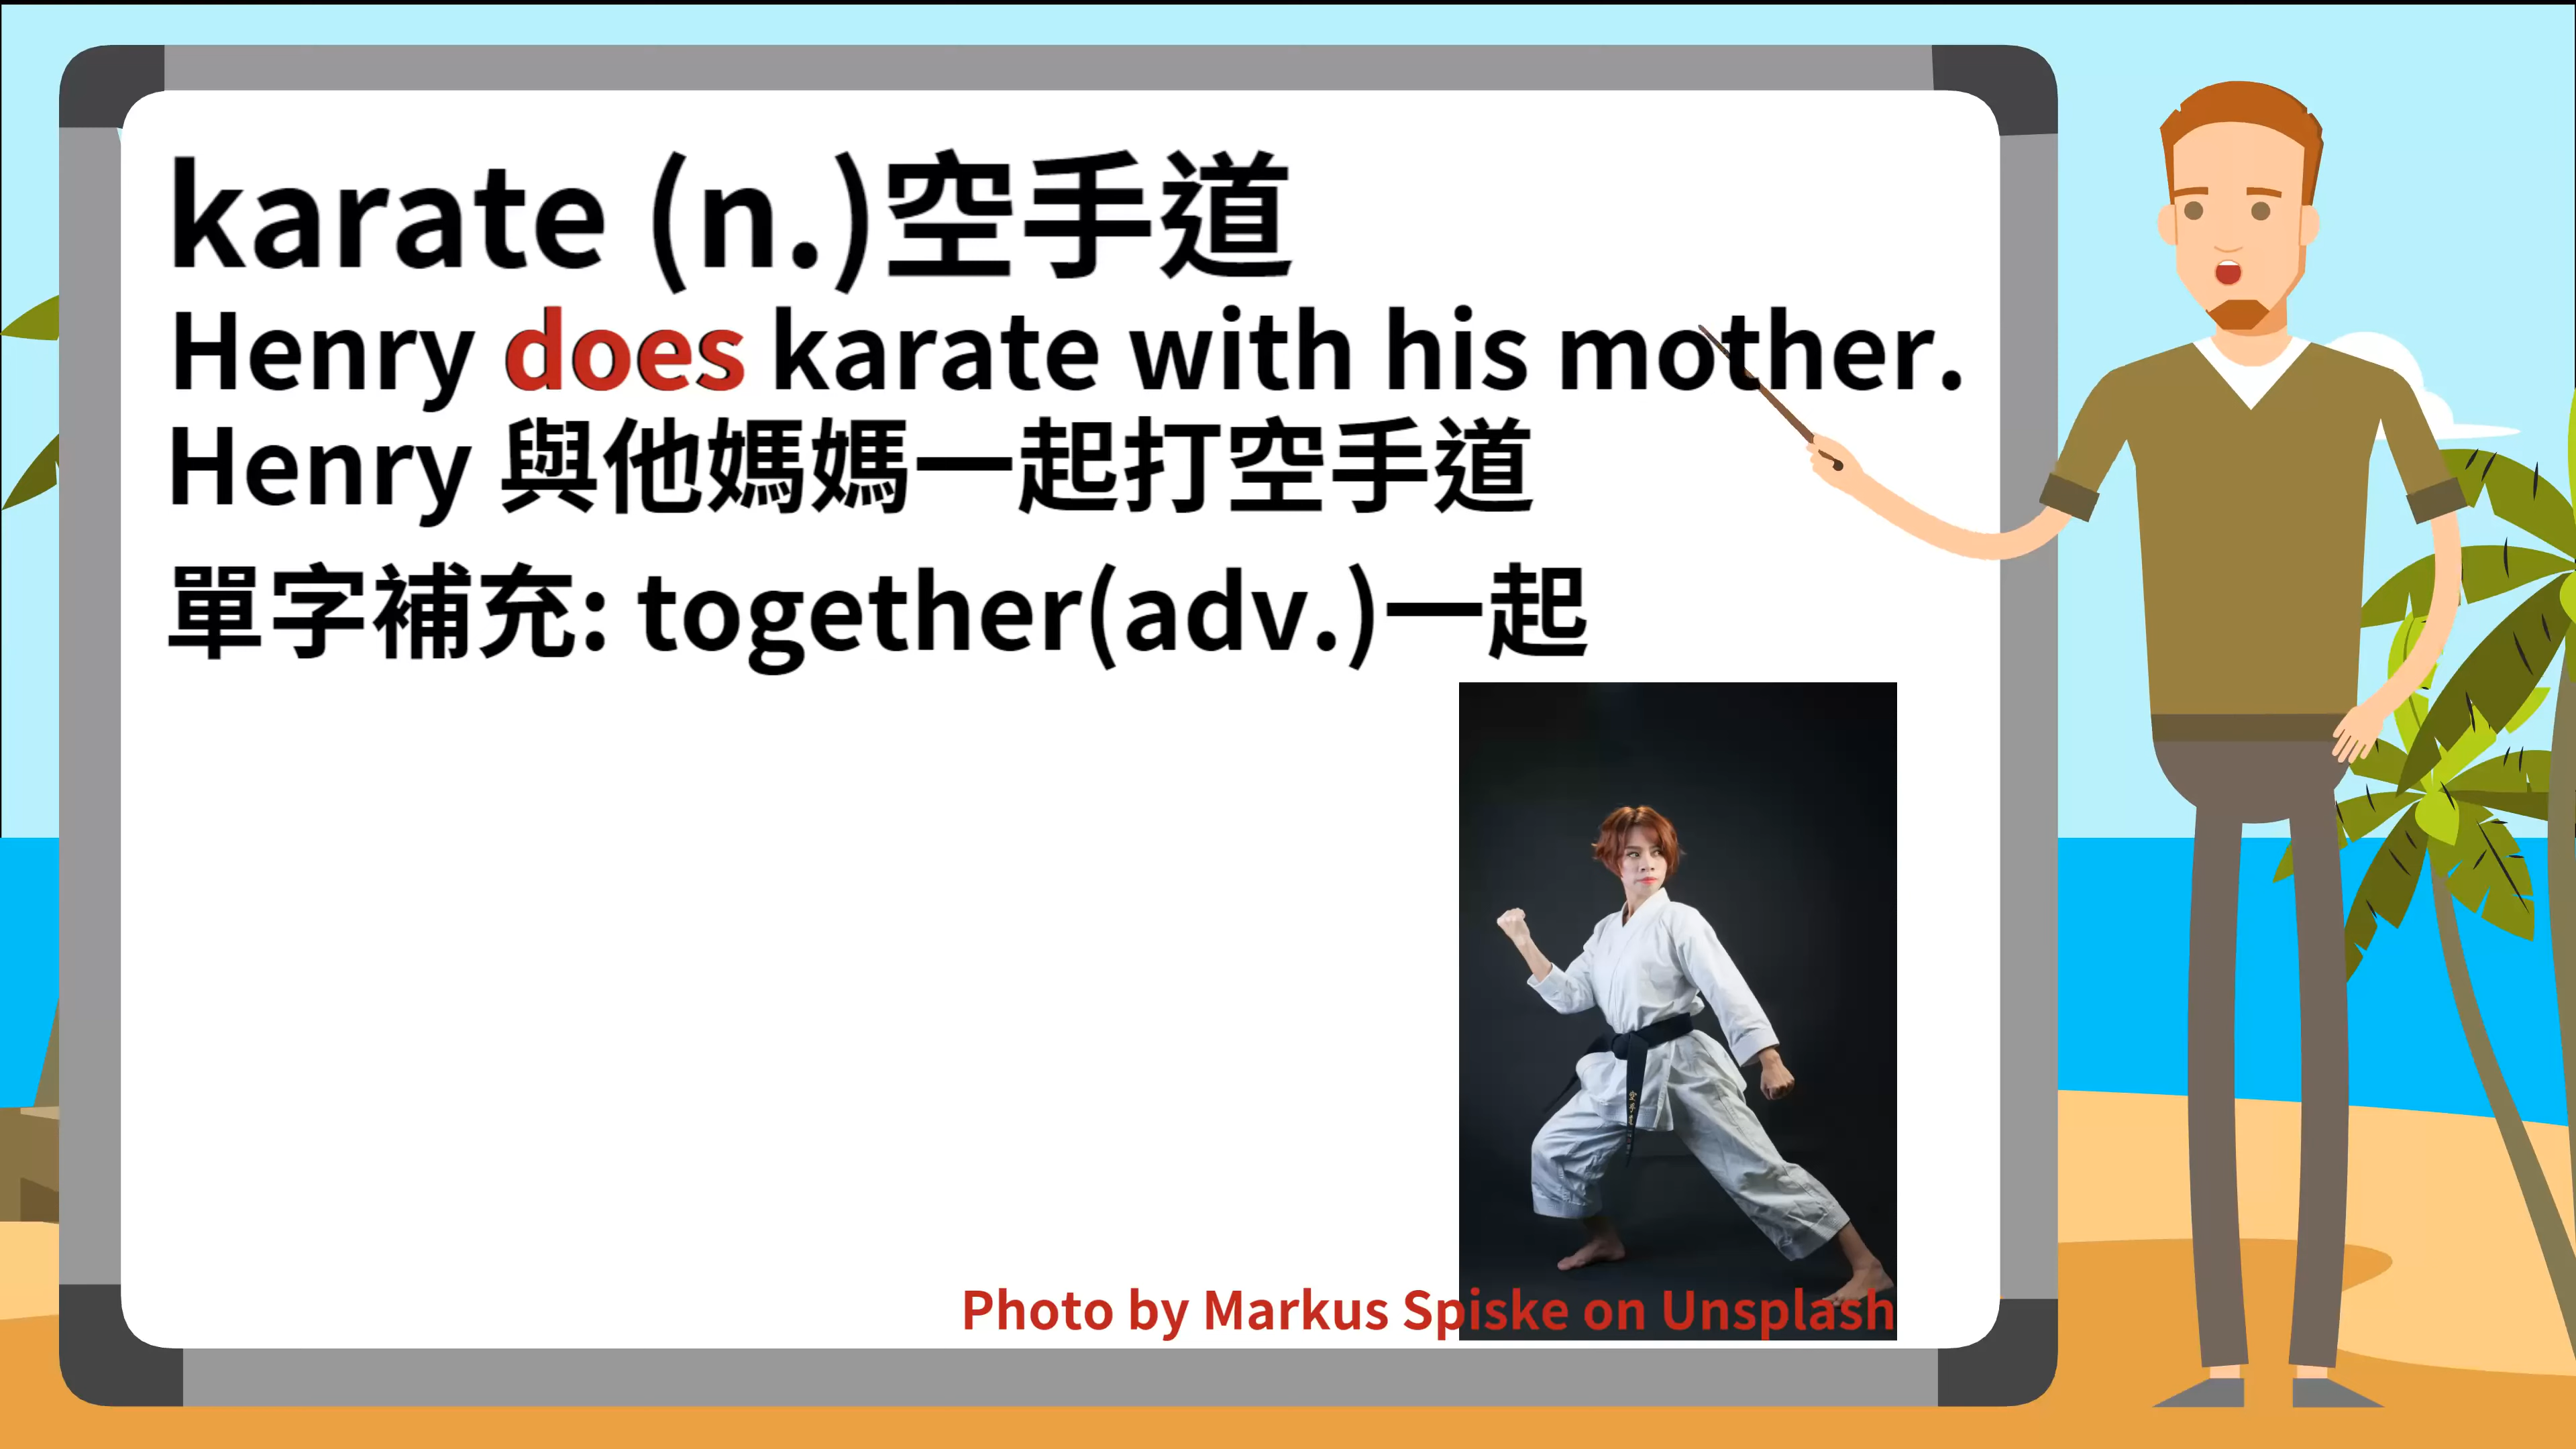 karate (n.)空手道
Henry does karate with his mother.
Henry 與他媽媽一起打空手道
單字補充: together(adv.)一起
Photo by Markus Spiske on Unsplash